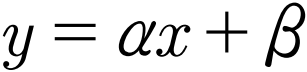 y = αx + β